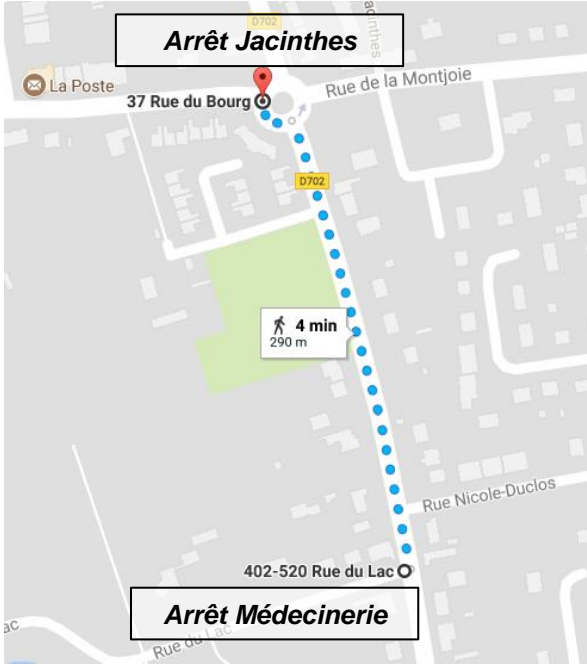 D702
Arrêt Jacinthes
Jacinthes
La Poste
37 Rue du Bourg
Rue de la Montjoie
D702
4 min
290 m
Rue Nicole-Duclos
402-520 Rue du Lac
Arrêt Médecinerie
Rue du Lac